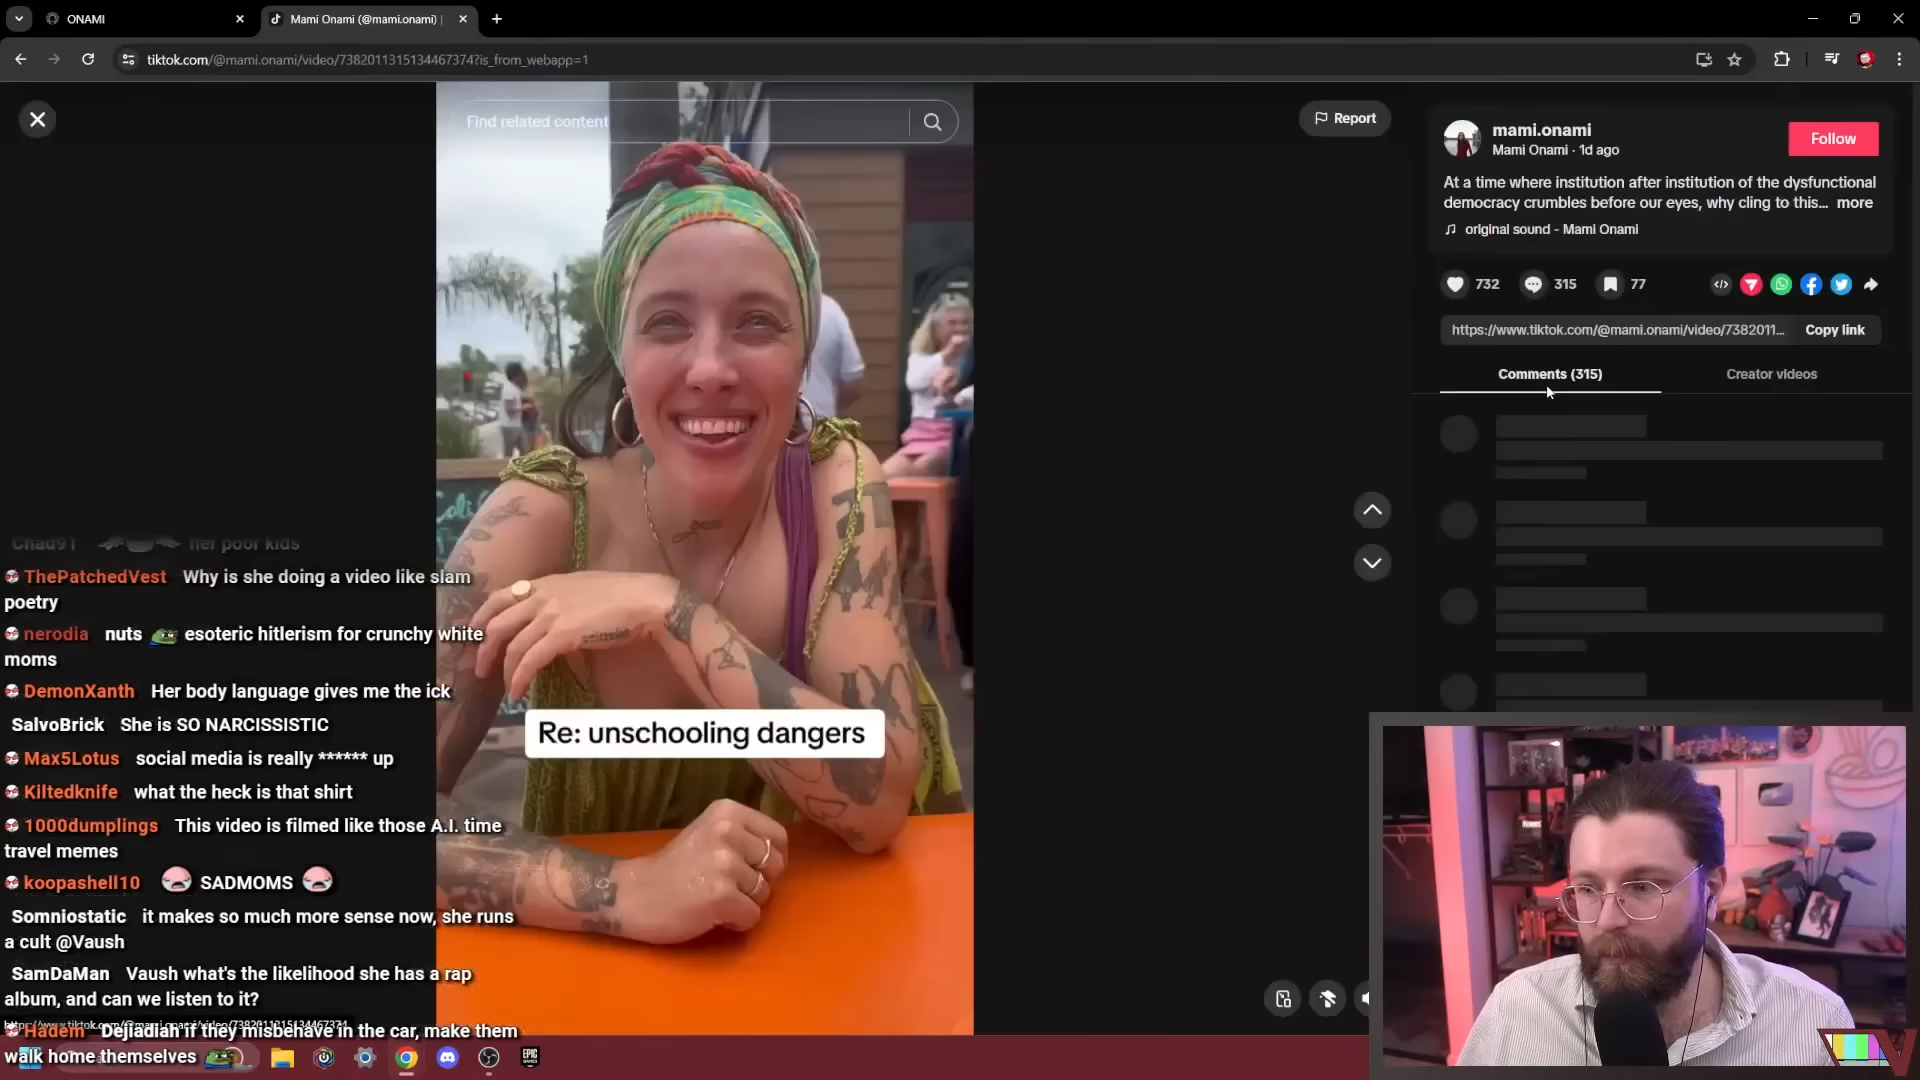 ONAMI
Mami Onami (@mami.onami) |
tiktok.com/@mami.onami/video/7382011315134467374?is_from_webapp=1
Find related content
Report
mami.onami
Mami Onami · 1d ago
Follow
At a time where institution after institution of the dysfunctional
democracy crumbles before our eyes, why cling to this... more
original sound - Mami Onami
732
315
77
https://www.tiktok.com/@mami.onami/video/7382011...
Copy link
Comments (315)
Creator videos
Chad91 her poor kids
ThePatchedVest Why is she doing a video like slam
poetry
nerodia nuts esoteric hitlerism for crunchy white
moms
DemonXanth Her body language gives me the ick
SalvoBrick She is SO NARCISSISTIC
Max5Lotus social media is really ****** up
Kiltedknife what the heck is that shirt
1000dumplings This video is filmed like those A.I. time
travel memes
koopashell10 SADMOMS
Somniostatic it makes so much more sense now, she runs
a cult @Vaush
SamDaMan Vaush what's the likelihood she has a rap
album, and can we listen to it?
Hadem Dejiadiah if they misbehave in the car, make them
walk home themselves
Re: unschooling dangers
EPIC
GAMES